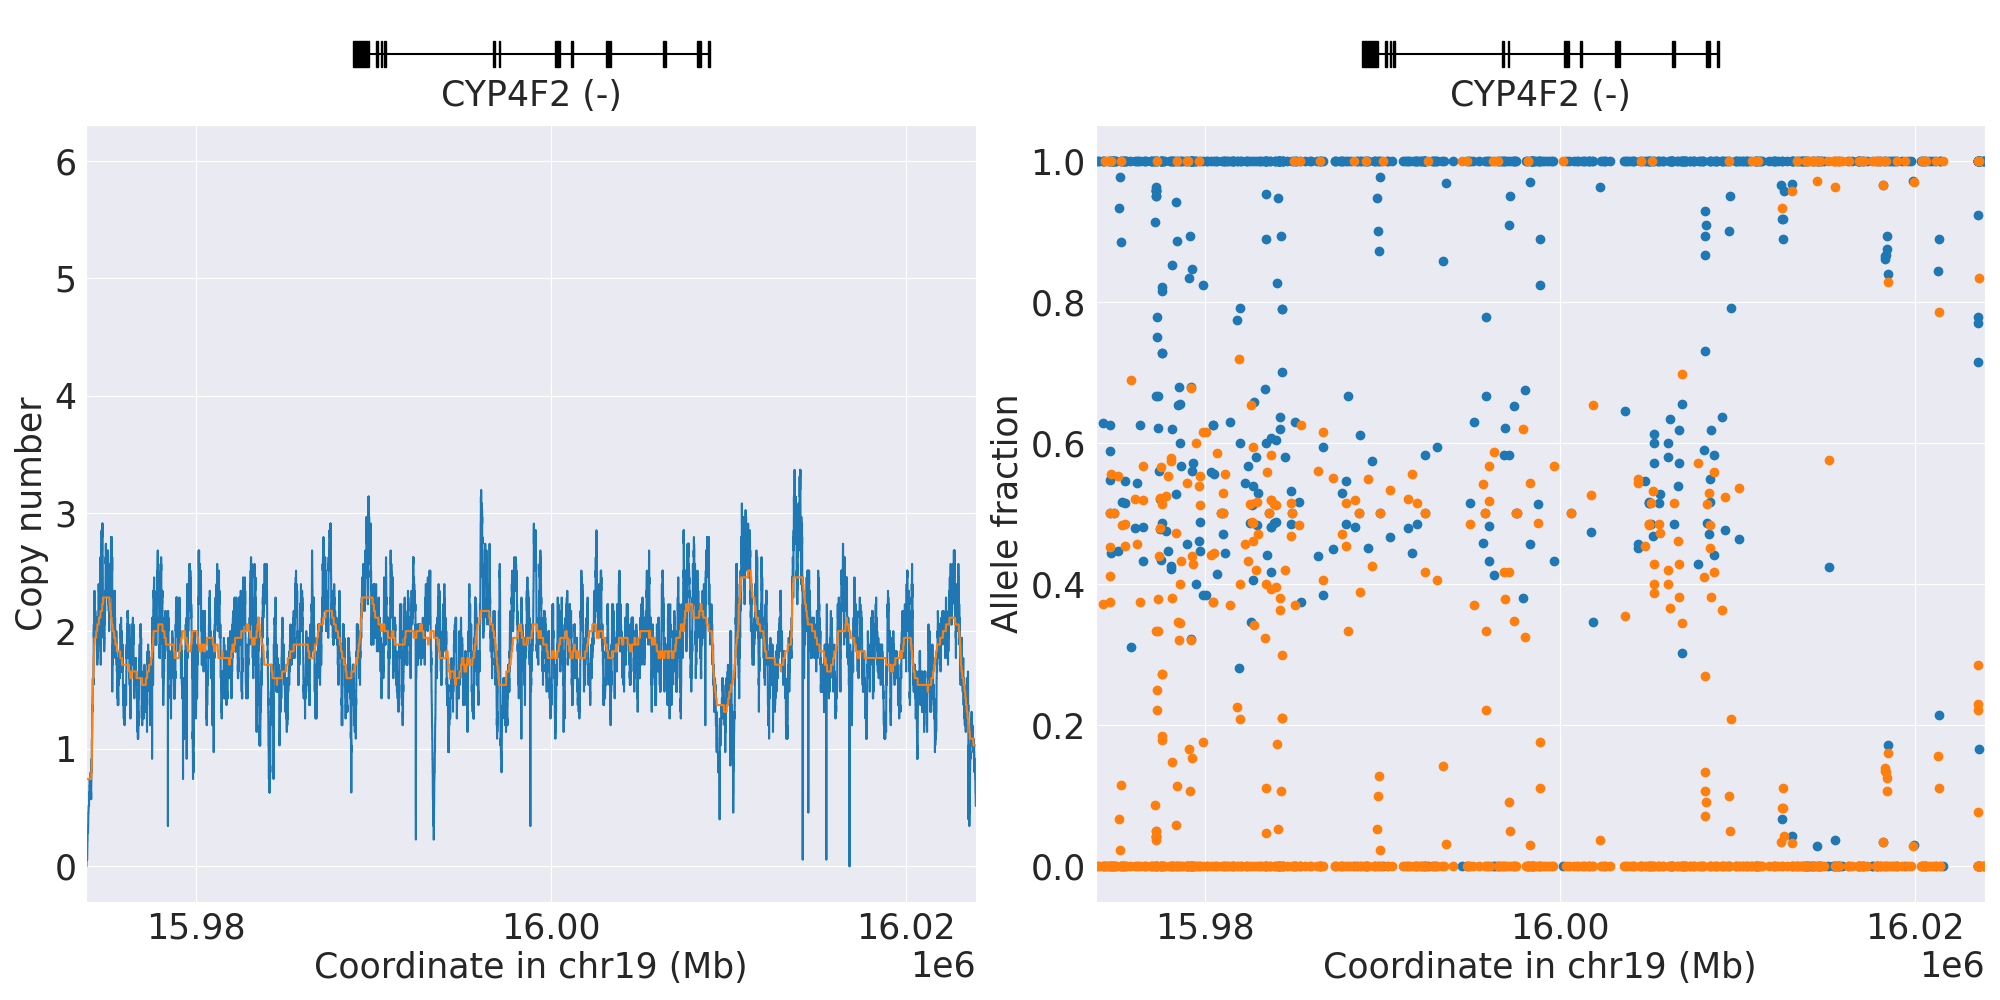 CYP4F2 (-)
6
5
4
3
2
1
0
Copy number
15.98
16.00
16.02
Coordinate in chr19 (Mb)
1e6
CYP4F2 (-)
1.0
0.8
0.6
0.4
0.2
0.0
Allele fraction
15.98
16.00
16.02
Coordinate in chr19 (Mb)
1e6